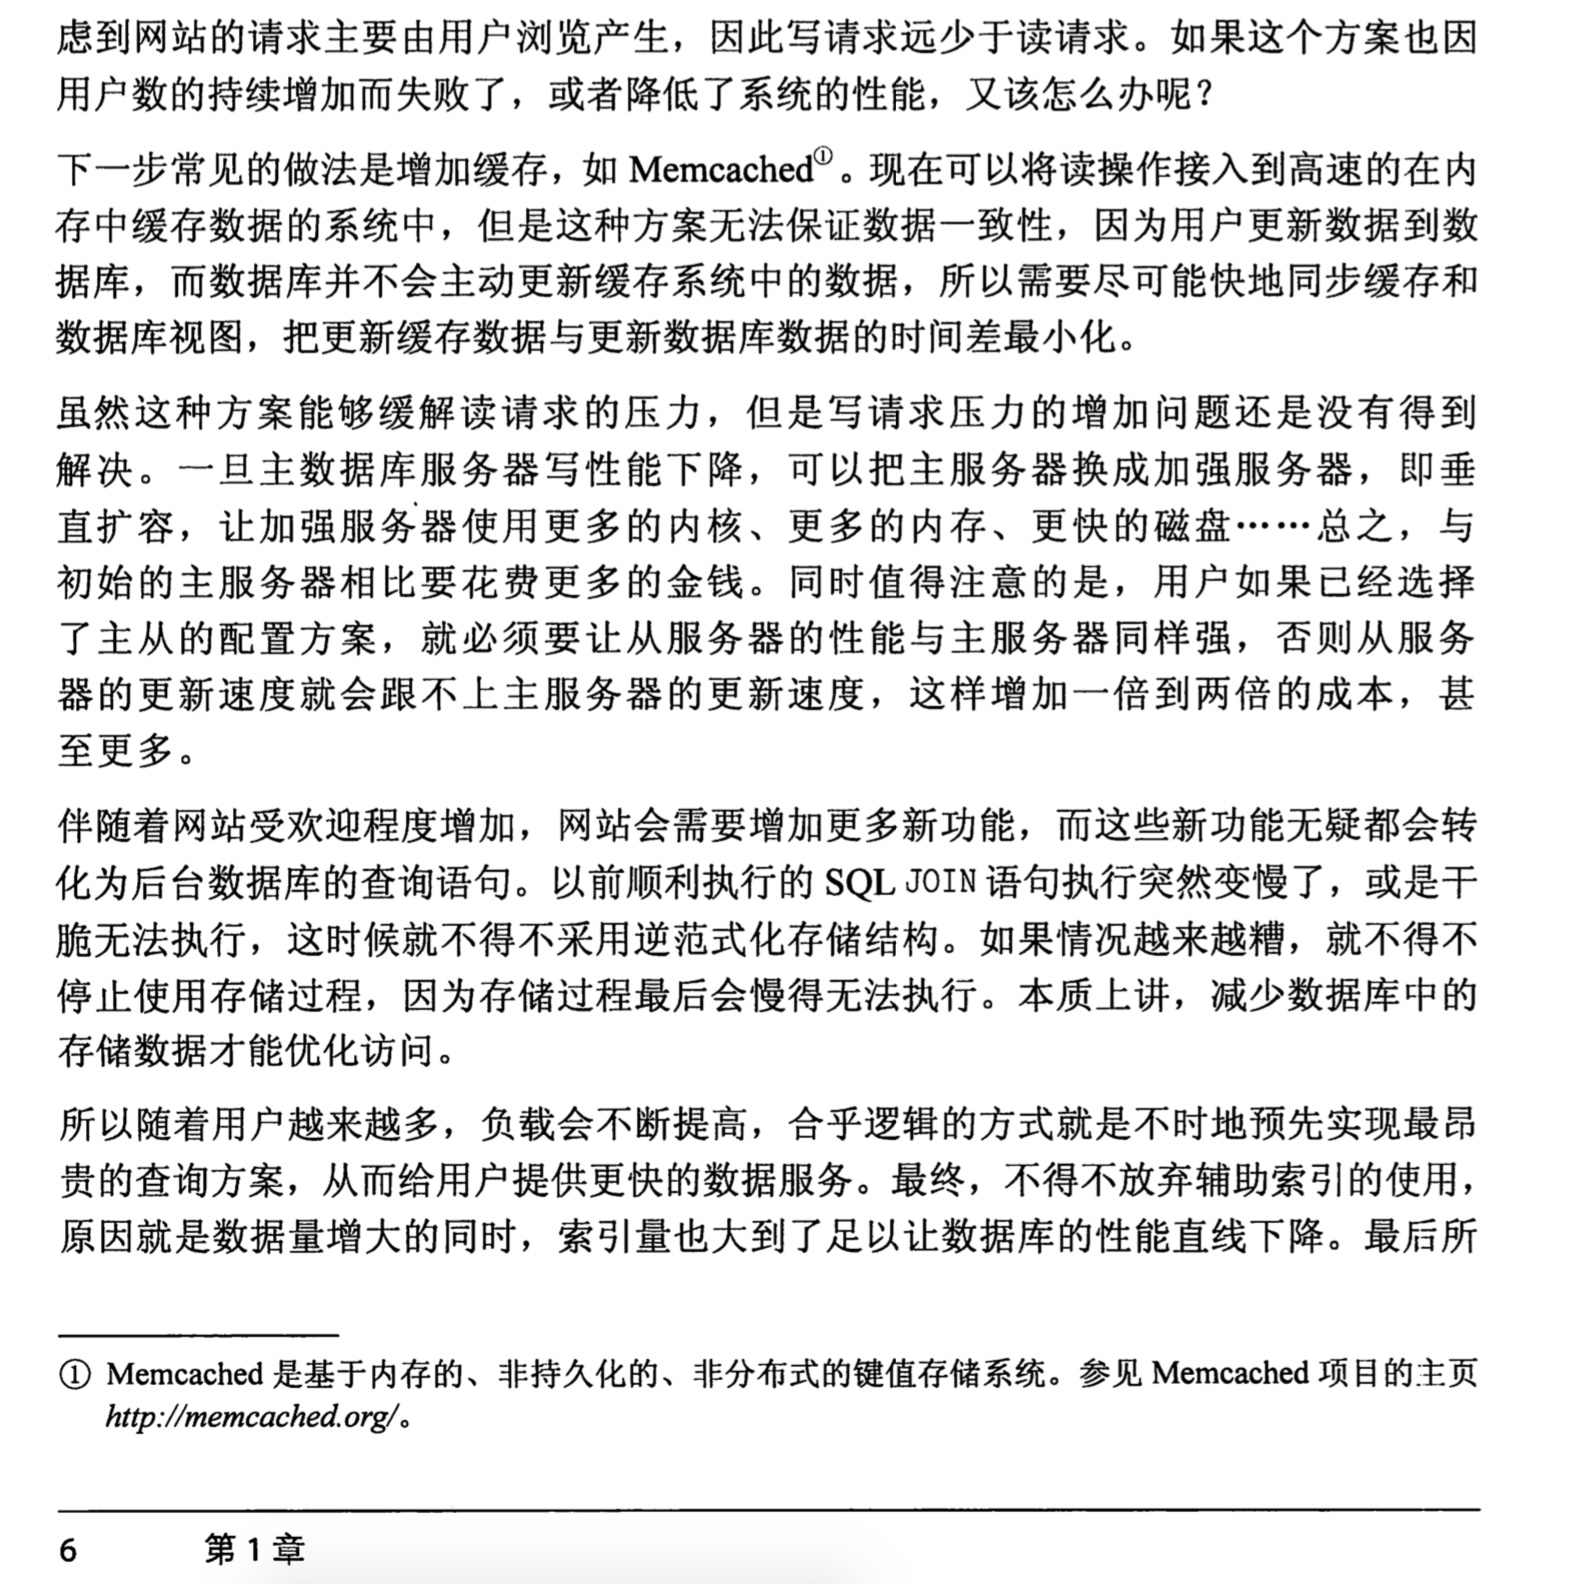 虑到网站的请求主要由用户浏览产生，因此写请求远少于读请求。如果这个方案也因
用户数的持续增加而失败了，或者降低了系统的性能，又该怎么办呢？
下一步常见的做法是增加缓存，如 Memcached①。现在可以将读操作接入到高速的在内
存中缓存数据的系统中，但是这种方案无法保证数据一致性，因为用户更新数据到数
据库，而数据库并不会主动更新缓存系统中的数据，所以需要尽可能快地同步缓存和
数据库视图，把更新缓存数据与更新数据库数据的时间差最小化。
虽然这种方案能够缓解读请求的压力，但是写请求压力的增加问题还是没有得到
解决。一旦主数据库服务器写性能下降，可以把主服务器换成加强服务器，即垂
直扩容，让加强服务器使用更多的内核、更多的内存、更快的磁盘……总之，与
初始的主服务器相比要花费更多的金钱。同时值得注意的是，用户如果已经选择
了主从的配置方案，就必须要让从服务器的性能与主服务器同样强，否则从服务
器的更新速度就会跟不上主服务器的更新速度，这样增加一倍到两倍的成本，甚
至更多。
伴随着网站受欢迎程度增加，网站会需要增加更多新功能，而这些新功能无疑都会转
化为后台数据库的查询语句。以前顺利执行的 SQL JOIN 语句执行突然变慢了，或是干
脆无法执行，这时候就不得不采用逆范式化存储结构。如果情况越来越糟，就不得不
停止使用存储过程，因为存储过程最后会慢得无法执行。本质上讲，减少数据库中的
存储数据才能优化访问。
所以随着用户越来越多，负载会不断提高，合乎逻辑的方式就是不时地预先实现最昂
贵的查询方案，从而给用户提供更快的数据服务。最终，不得不放弃辅助索引的使用，
原因就是数据量增大的同时，索引量也大到了足以让数据库的性能直线下降。最后所
① Memcached 是基于内存的、非持久化的、非分布式的键值存储系统。参见 Memcached 项目的主页
http://memcached.org/。
6 第 1 章